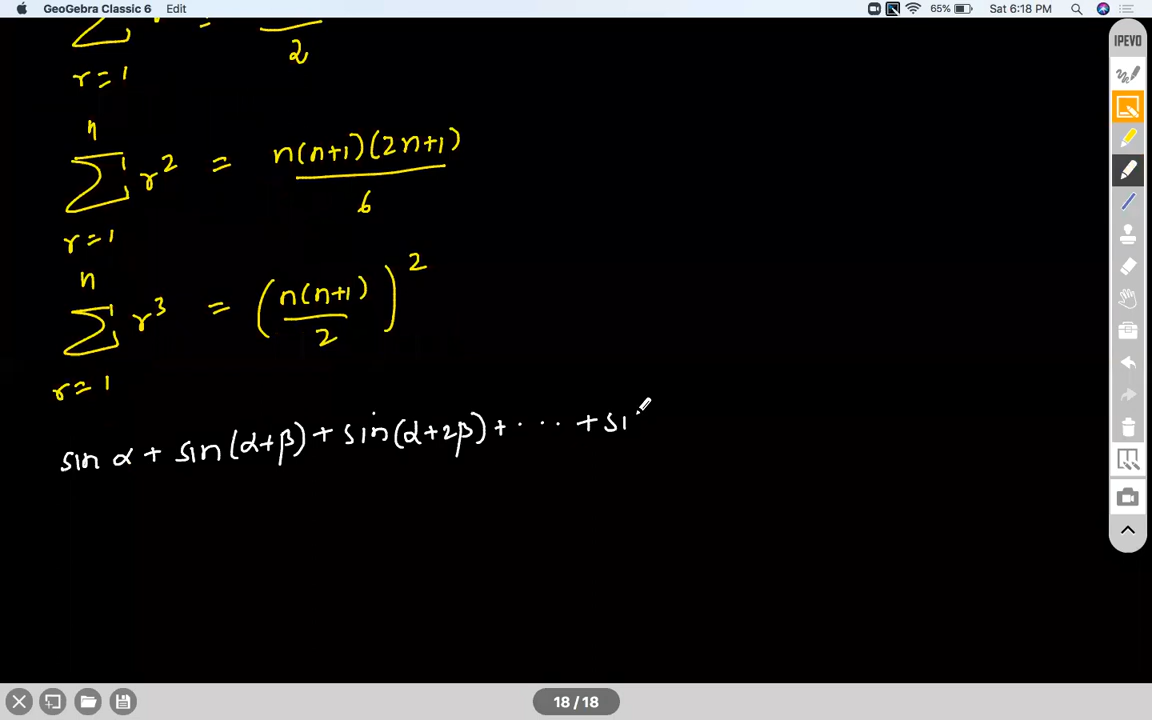 GeoGebra Classic 6 Edit 65% Sat 6:18 PM
IPEVO
2
r=1
n
∑ r² = n(n+1)(2n+1)
6
r=1
n
∑ r³ = (n(n+1)/2)²
r=1
sin α + sin(α+β) + sin(α+2β) + ··· + si
18 / 18